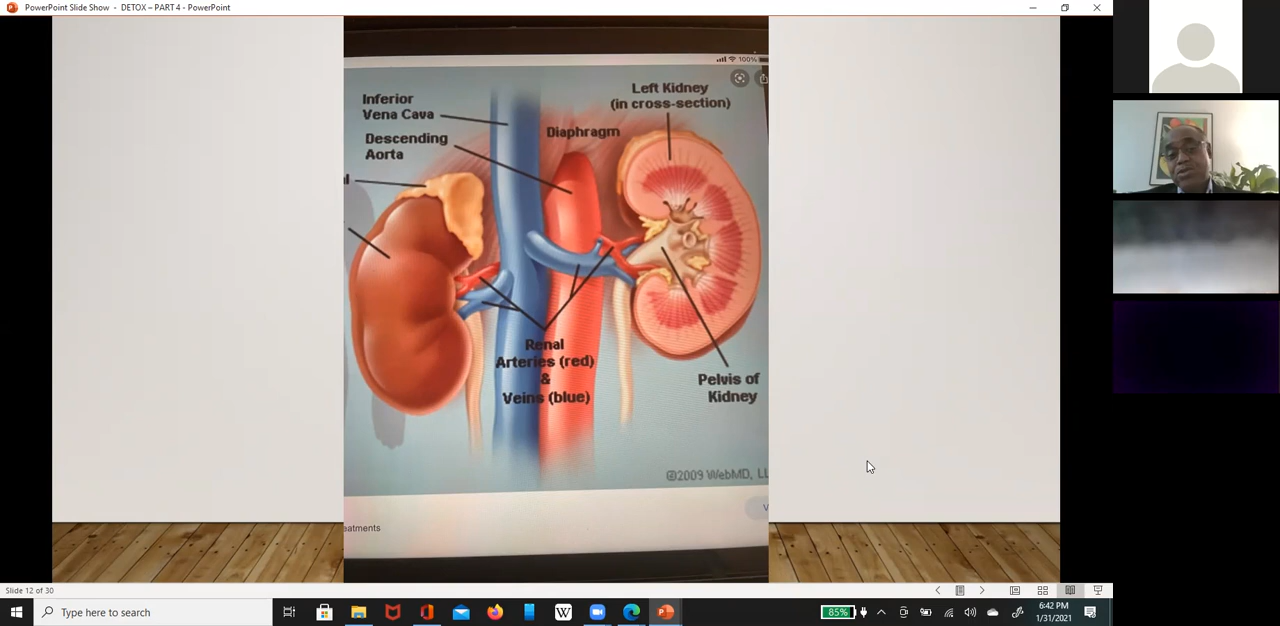 PowerPoint Slide Show - DETOX – PART 4 - PowerPoint
100%
Inferior
Vena Cava
Descending
Aorta
Diaphragm
Left Kidney
(in cross-section)
Renal
Arteries (red)
&
Veins (blue)
Pelvis of
Kidney
©2009 WebMD, LL
V
eatments
Slide 12 of 30
Type here to search
W
85%
6:42 PM
1/31/2021